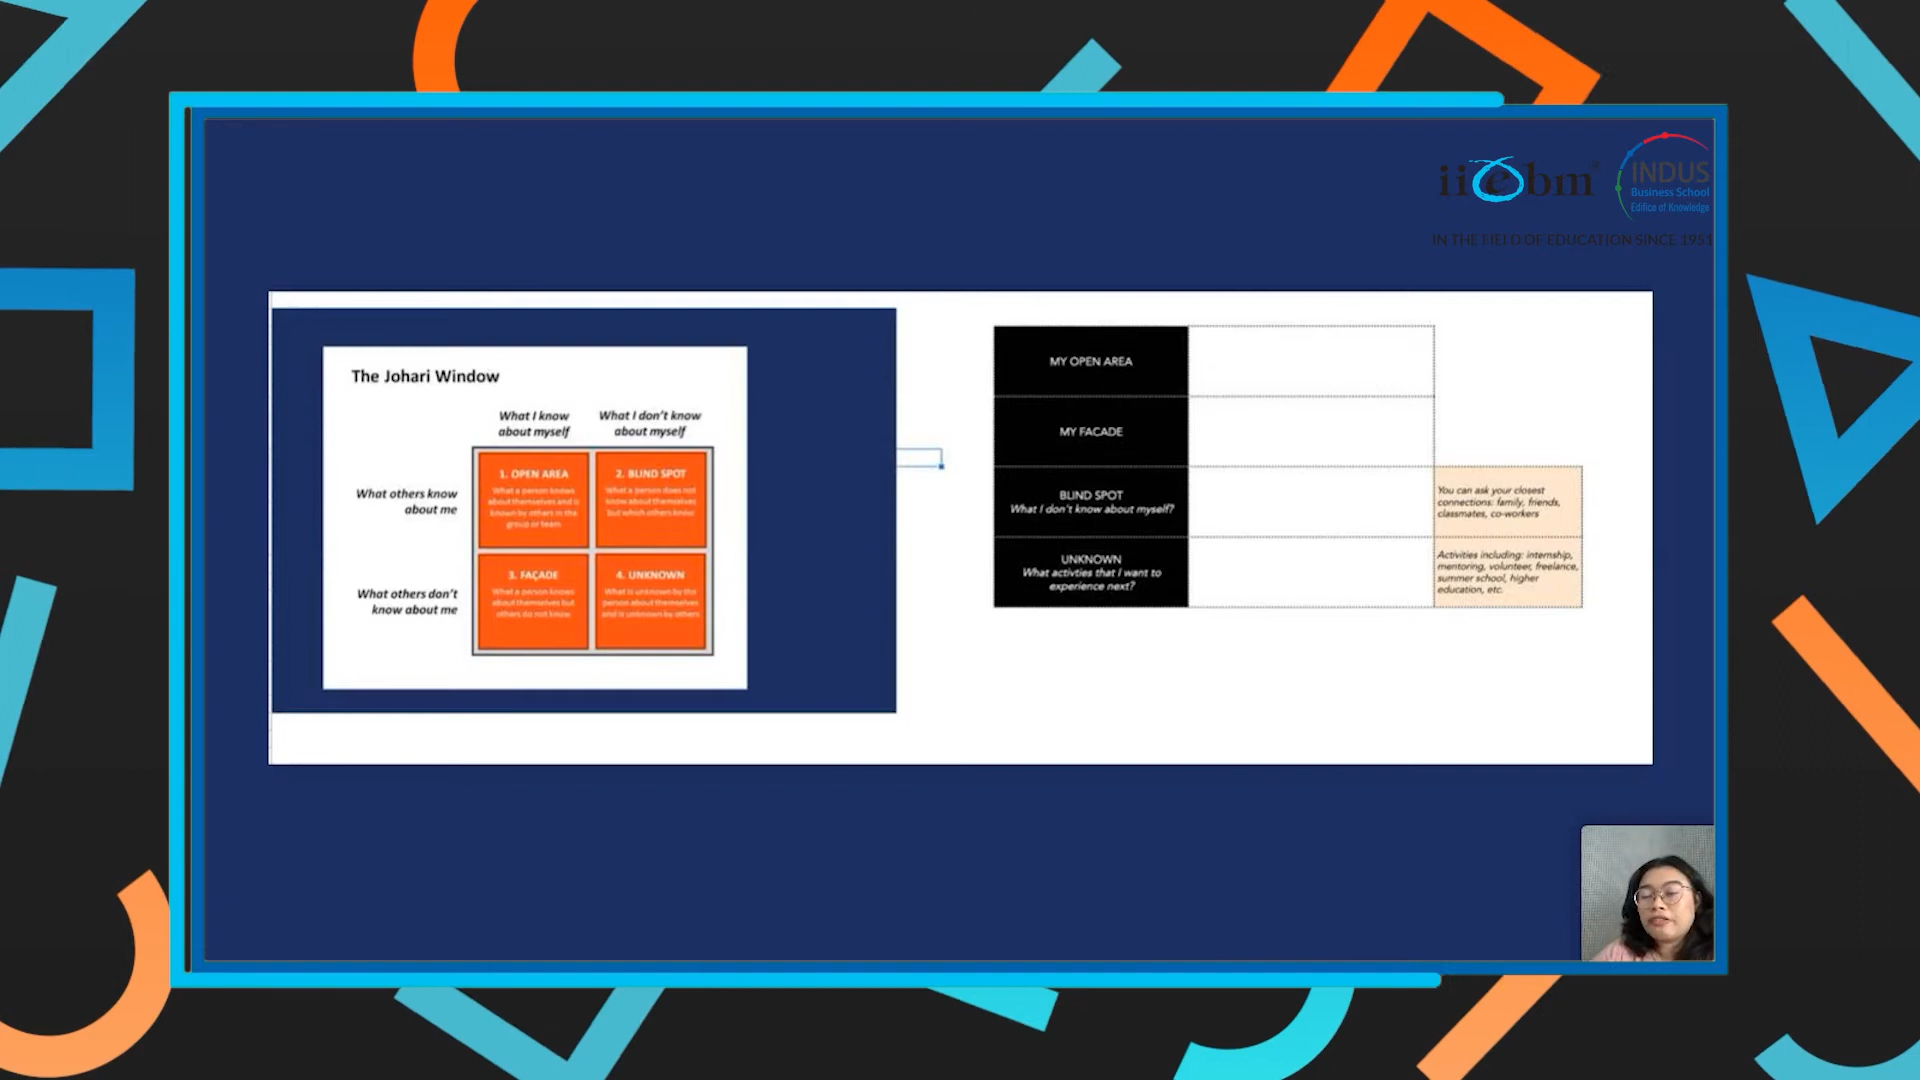 iiebm
INDUS
Business School
Edifice of Knowledge
IN THE FIELD OF EDUCATION SINCE 1951
The Johari Window
What I know
about myself
What I don't know
about myself
What others know
about me
1. OPEN AREA
What a person knows
about themselves and is
known by others in the
group or team
2. BLIND SPOT
What a person does not
know about themselves
but which others know
What others don't
know about me
3. FAÇADE
What a person knows
about themselves but
others do not know
4. UNKNOWN
What is unknown by the
person about themselves
and is unknown by others
MY OPEN AREA
MY FACADE
BLIND SPOT
What I don't know about myself?
You can ask your closest
connections: family, friends,
classmates, co-workers
UNKNOWN
What activties that I want to
experience next?
Activities including: internship,
mentoring, volunteer, freelance,
summer school, higher
education, etc.